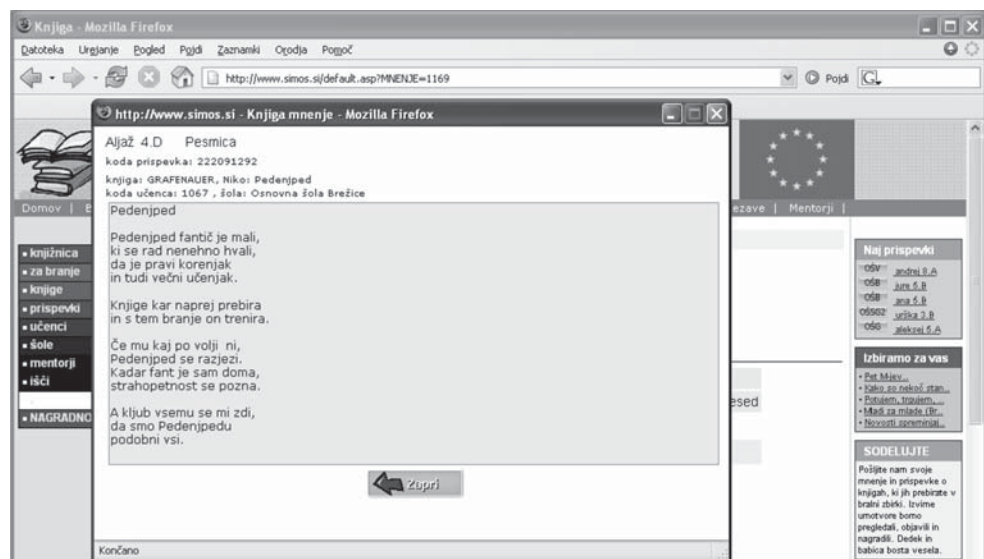 Knjiga - Mozilla Firefox
Datoteka Urejanje Pogled Pojdi Zaznamki Orodja Pomoč
http://www.simos.si/default.asp?MNENJE=1169
Pojdi
http://www.simos.si - Knjiga mnenje - Mozilla Firefox
Aljaž 4.D Pesmica
koda prispevka: 222091292
knjiga: GRAFENAUER, Niko: Pedenjped
koda učenca: 1067 , šola: Osnovna šola Brežice
Pedenjped
Pedenjped fantič je mali,
ki se rad nenehno hvali,
da je pravi korenjak
in tudi večni učenjak.
Knjige kar naprej prebira
in s tem branje on trenira.
Če mu kaj po volji ni,
Pedenjped se razjezi.
Kadar fant je sam doma,
strahopetnost se pozna.
A kljub vsemu se mi zdi,
da smo Pedenjpedu
podobni vsi.
Zapri
Končano
Domov |
ezave | Mentorji |
knjižnica
za branje
knjige
prispevki
učenci
šole
mentorji
išči
NAGRADNO
esed
Naj prispevki
OŠV andrej 8.A
OŠB jure 6.B
OŠB ana 6.B
OŠSG2 urška 3.B
OŠG aleksej 5.A
Izbiramo za vas
Kako so nekoč stan...
Potujem, trpujem, ...
Mladi za mlade (Br...
Novosti spreminjaj...
SODELUJTE
Pošljite nam svoje
mnenje in prispevke o
knjigah, ki jih prebirate v
bralni zbirki. Izvirne
umotvore bomo
pregledali, objavili in
nagradili. Dedek in
babica bosta vesela.